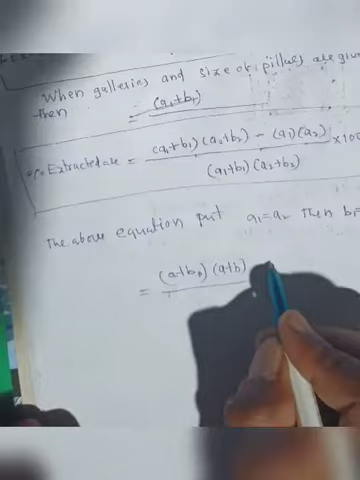 When galleries and size of pillars are given
then = (a₁+b₁)
% Extracted are = (a₁+b₁)(a₂+b₂) - (a₁)(a₂) / (a₁+b₁)(a₂+b₂) ×100
The above equation put a₁=a₂ Then b₁=
= (a+b₁) (a+b)